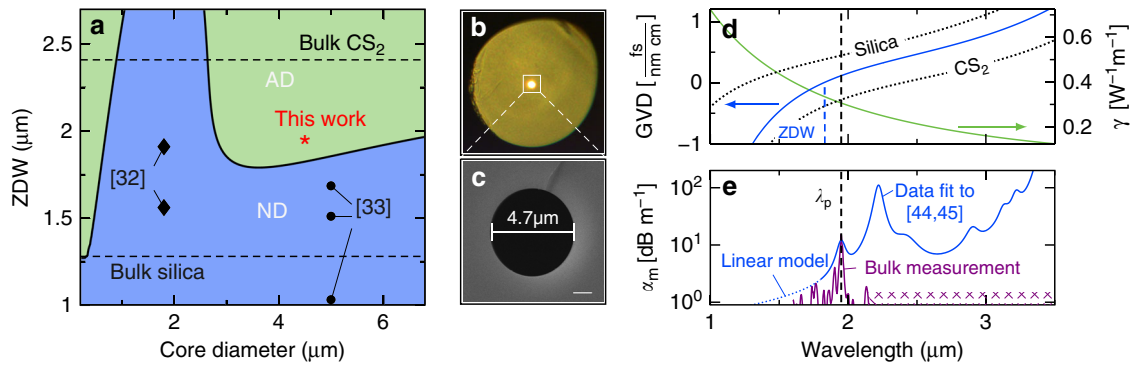 a
ZDW (μm)
2.5
2
1.5
1
2
4
6
Core diameter (μm)
Bulk CS2
AD
This work
*
[32]
ND
[33]
Bulk silica
b
c
4.7μm
d
GVD [fs/nm cm]
1
0
−1
Silica
CS2
ZDW
0.6
0.4
0.2
γ [W−1m−1]
e
αm [dB m−1]
10²
10¹
10⁰
λp
Data fit to
[44,45]
Linear model
Bulk measurement
1
2
3
Wavelength (μm)